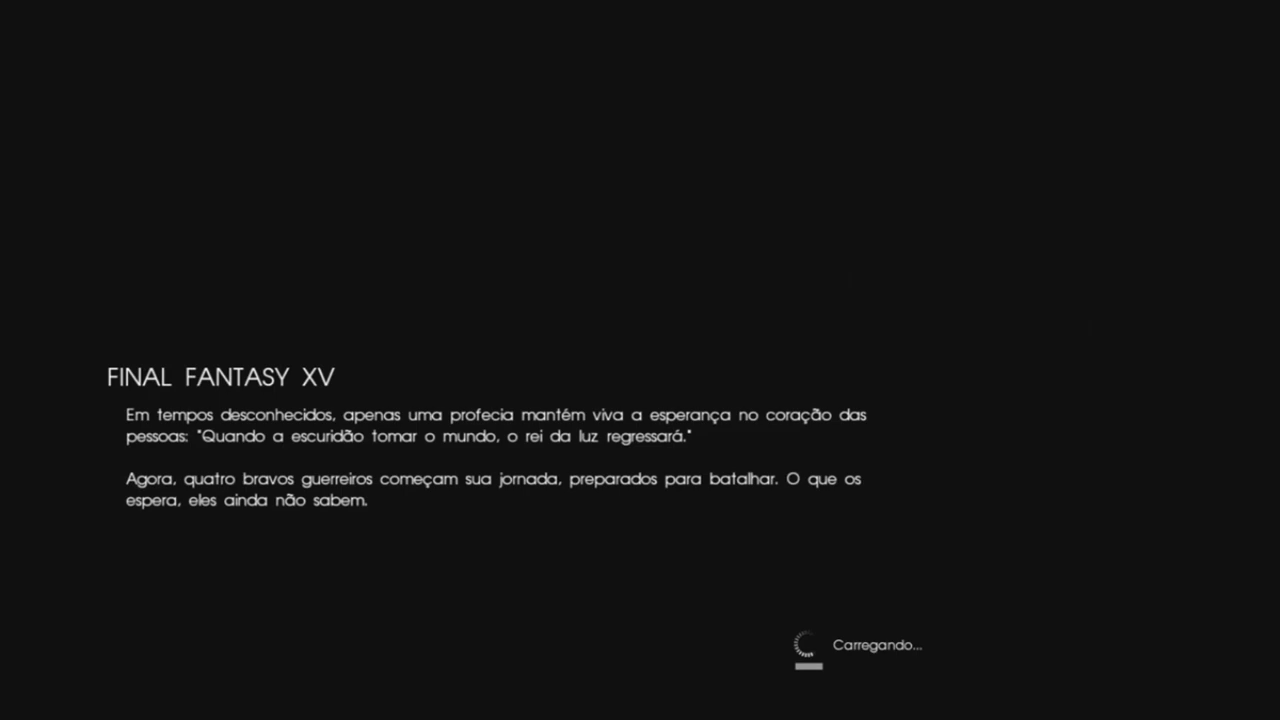 FINAL FANTASY XV
Em tempos desconhecidos, apenas uma profecia mantém viva a esperança no coração das
pessoas: "Quando a escuridão tomar o mundo, o rei da luz regressará."
Agora, quatro bravos guerreiros começam sua jornada, preparados para batalhar. O que os
espera, eles ainda não sabem.
Carregando...